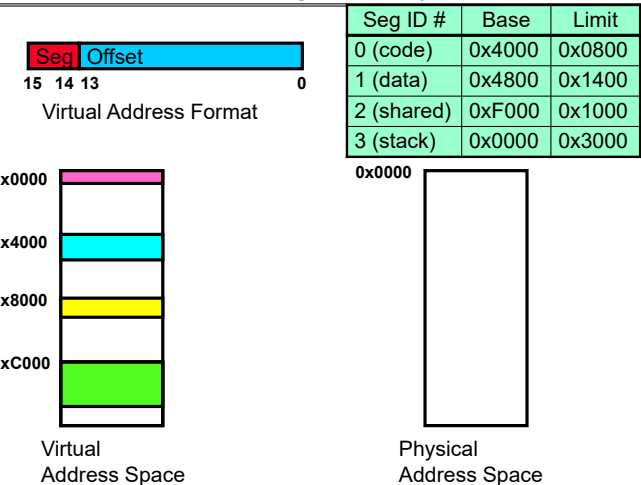 Seg ID # Base Limit
0 (code) 0x4000 0x0800
1 (data) 0x4800 0x1400
2 (shared) 0xF000 0x1000
3 (stack) 0x0000 0x3000
Seg Offset
15 14 13 0
Virtual Address Format
x0000
x4000
x8000
xC000
Virtual
Address Space
0x0000
Physical
Address Space